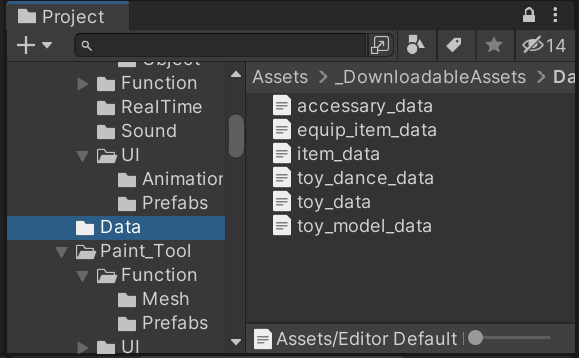 Project
14
Object
Function
RealTime
Sound
UI
Animation
Prefabs
Data
Paint_Tool
Function
Mesh
Prefabs
UI
Assets > _DownloadableAssets > Da
accessary_data
equip_item_data
item_data
toy_dance_data
toy_data
toy_model_data
Assets/Editor Default